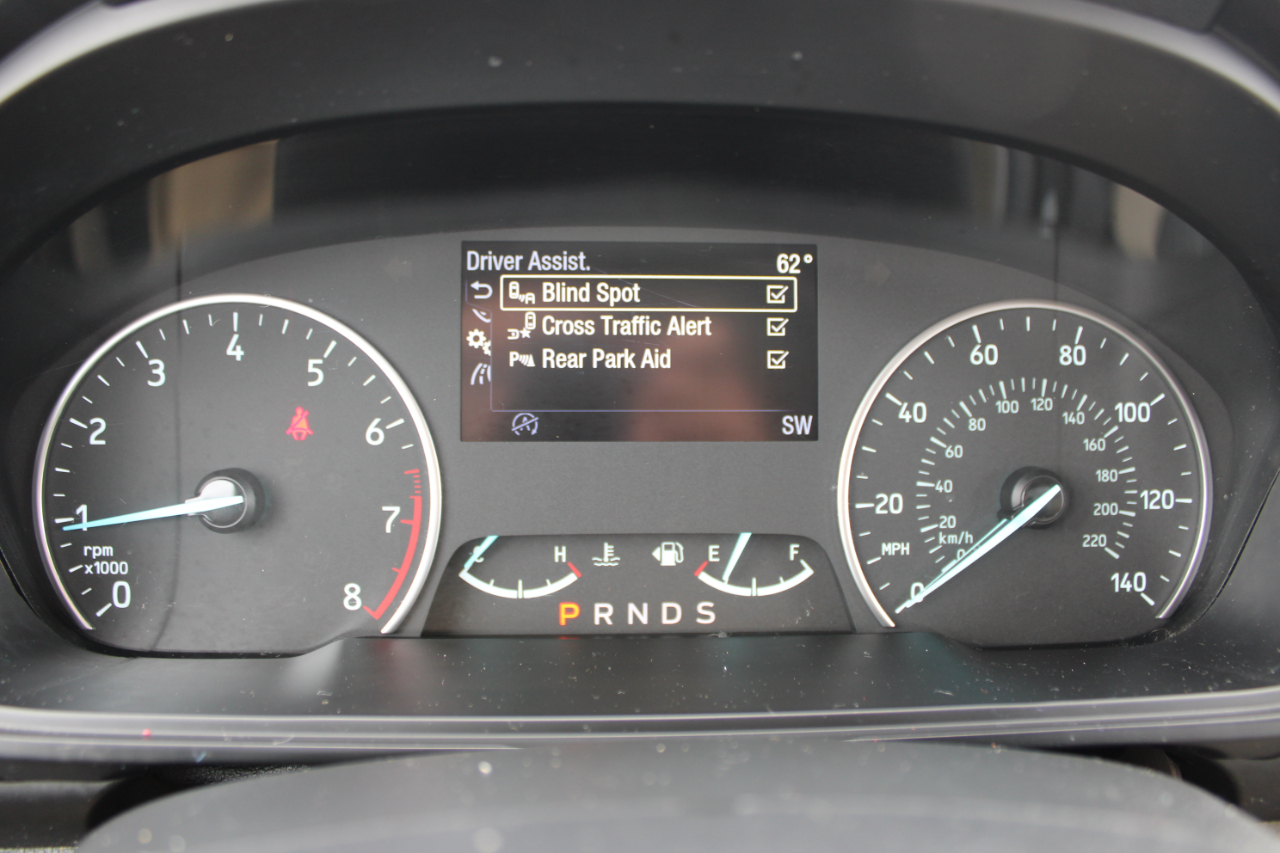 Driver Assist. 62°
Blind Spot
Cross Traffic Alert
P Rear Park Aid
SW
0 1 2 3 4 5 6 7 8
rpm
x1000
C H
E F
P R N D S
0 20 40 60 80 100 120 140
MPH
0 20 40 60 80 100 120 140 160 180 200 220
km/h